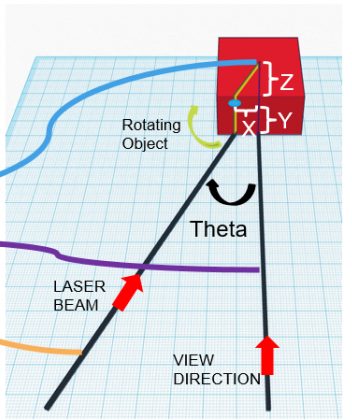 Z
Y
X
Rotating
Object
Theta
LASER
BEAM
VIEW
DIRECTION